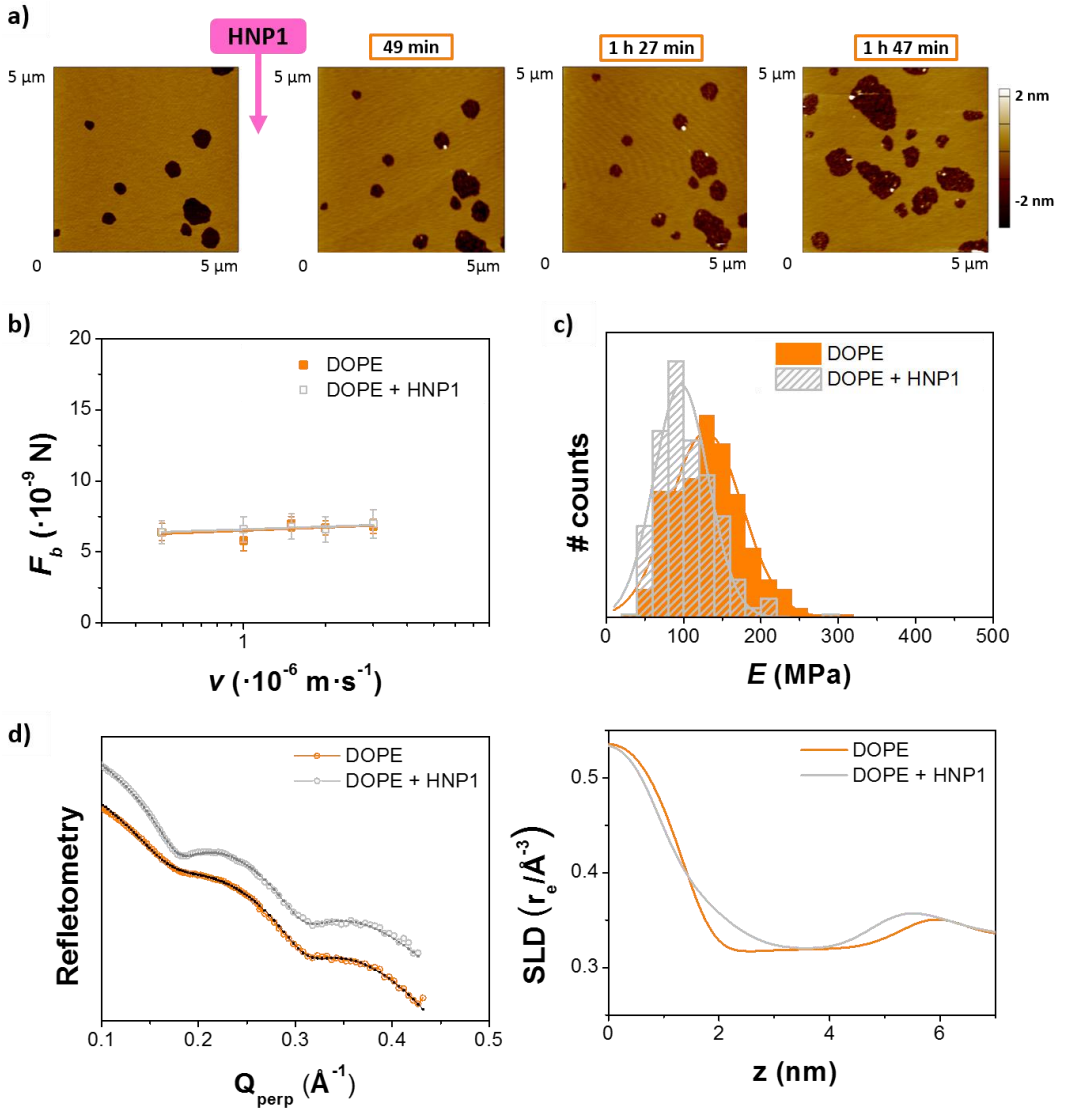 a)
HNP1
49 min
1 h 27 min
1 h 47 min
5 µm
5 µm
5 µm
5 µm
2 nm
-2 nm
0
5 µm
0
5µm
0
5 µm
0
5 µm
b)
20
15
10
5
0
1
F_b (·10⁻⁹ N)
v (·10⁻⁶ m·s⁻¹)
DOPE
DOPE + HNP1
c)
DOPE
DOPE + HNP1
# counts
0
100
200
300
400
500
E (MPa)
d)
DOPE
DOPE + HNP1
Refletometry
0.1
0.2
0.3
0.4
0.5
Q_perp (Å⁻¹)
DOPE
DOPE + HNP1
SLD (r_e/Å⁻³)
0.5
0.4
0.3
0
2
4
6
z (nm)